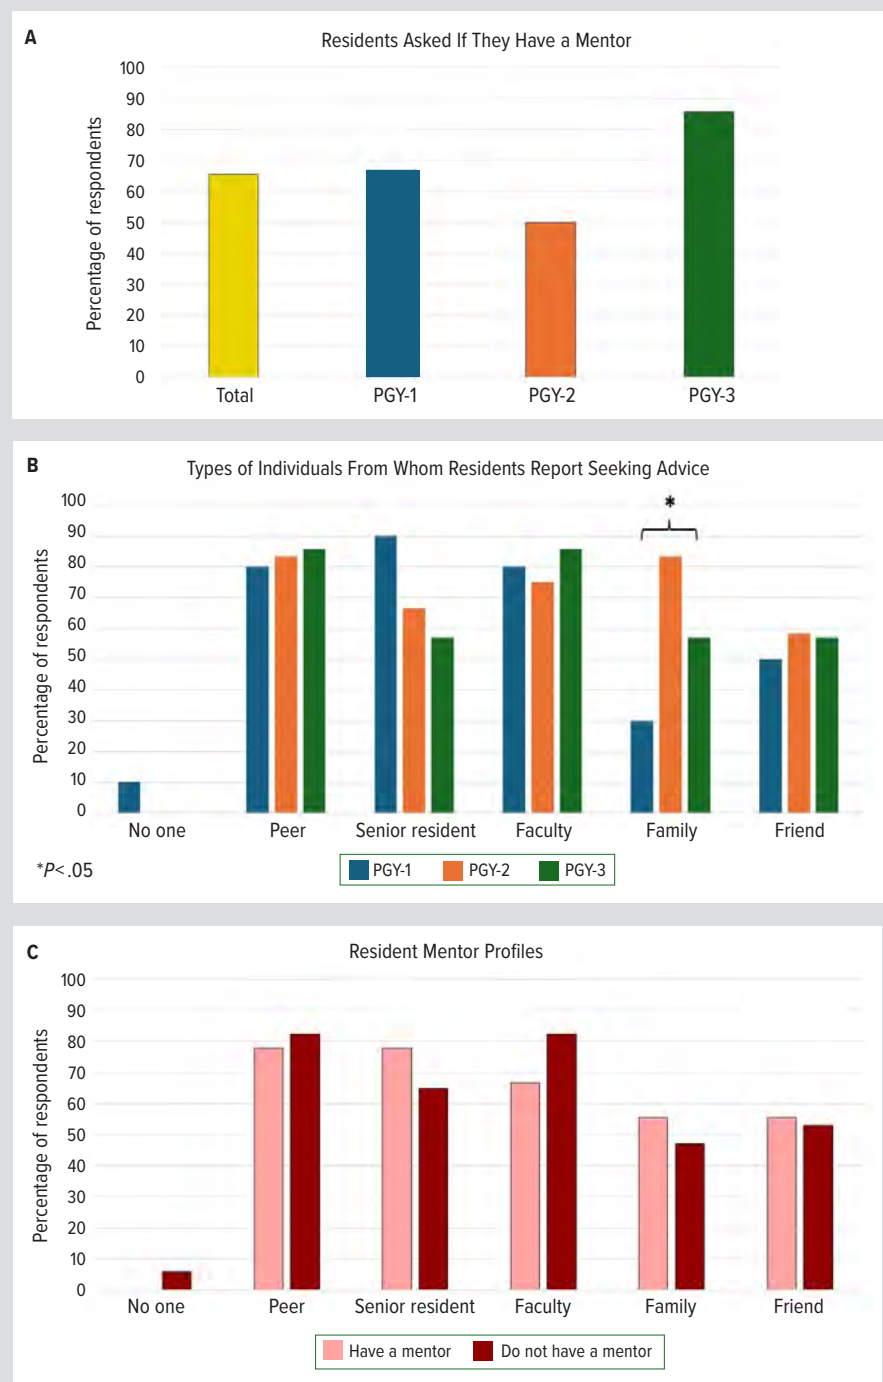 A
Residents Asked If They Have a Mentor
Percentage of respondents
100
90
80
70
60
50
40
30
20
10
0
Total PGY-1 PGY-2 PGY-3
B
Types of Individuals From Whom Residents Report Seeking Advice
Percentage of respondents
100
90
80
70
60
50
40
30
20
10
0
*
No one Peer Senior resident Faculty Family Friend
*P<.05
PGY-1 PGY-2 PGY-3
C
Resident Mentor Profiles
Percentage of respondents
100
90
80
70
60
50
40
30
20
10
0
No one Peer Senior resident Faculty Family Friend
Have a mentor Do not have a mentor